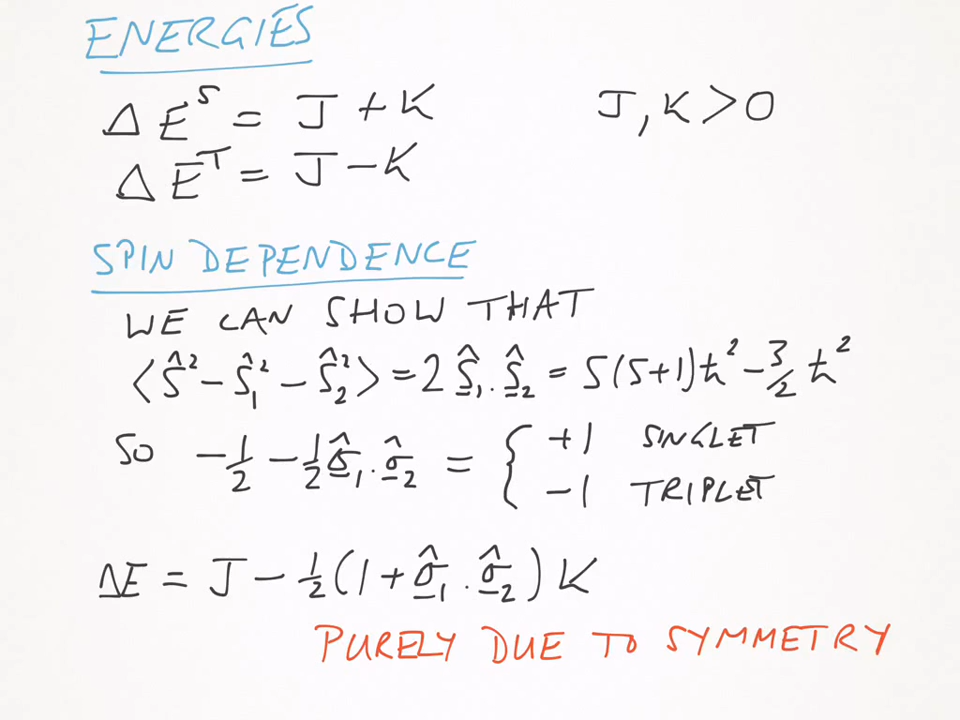 ENERGIES
ΔE^S = J + K    J, K > 0
ΔE^T = J - K
SPIN DEPENDENCE
WE CAN SHOW THAT
⟨Ŝ² - Ŝ₁² - Ŝ₂²⟩ = 2 Ŝ₁ . Ŝ₂ = S(S+1)ħ² - 3/2 ħ²
SO -1/2 - 1/2 σ̂₁ . σ̂₂ = { +1 SINGLET
-1 TRIPLET
ΔE = J - 1/2 (1 + σ̂₁ . σ̂₂) K
PURELY DUE TO SYMMETRY